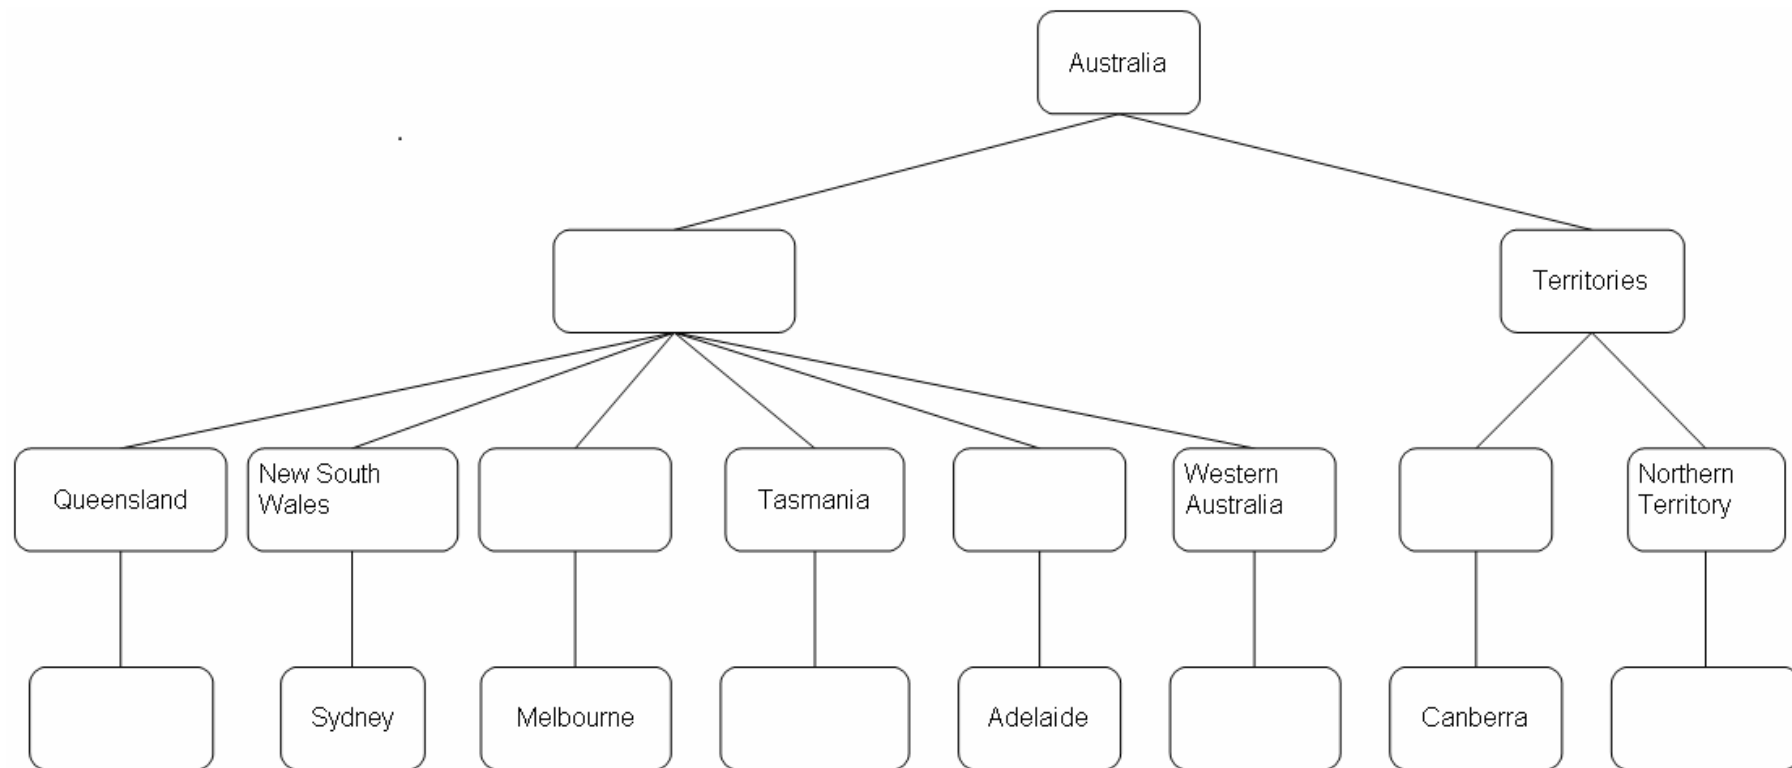 Australia
Territories
Queensland
New South
Wales
Tasmania
Western
Australia
Northern
Territory
Sydney
Melbourne
Adelaide
Canberra